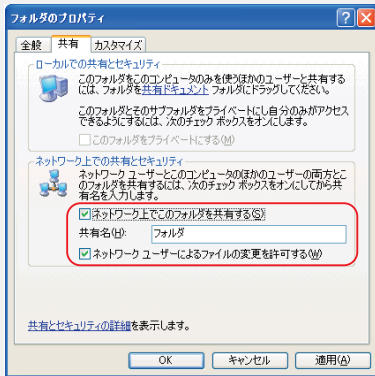 フォルダのプロパティ
全般 共有 カスタマイズ
ローカルでの共有とセキュリティ
このフォルダをこのコンピュータのみを使うほかのユーザーと共有する
には、フォルダを共有ドキュメント フォルダにドラッグしてください。
このフォルダとそのサブフォルダをプライベートにし自分のみがアクセス
できるようにするには、次のチェック ボックスをオンにします。
このフォルダをプライベートにする(M)
ネットワーク上での共有とセキュリティ
ネットワーク ユーザーとこのコンピュータのほかのユーザーの両方とこ
のフォルダを共有するには、次のチェック ボックスをオンにしてから共
有名を入力します。
ネットワーク上でこのフォルダを共有する(S)
共有名(H): フォルダ
ネットワーク ユーザーによるファイルの変更を許可する(W)
共有とセキュリティの詳細を表示します。
OK キャンセル 適用(A)